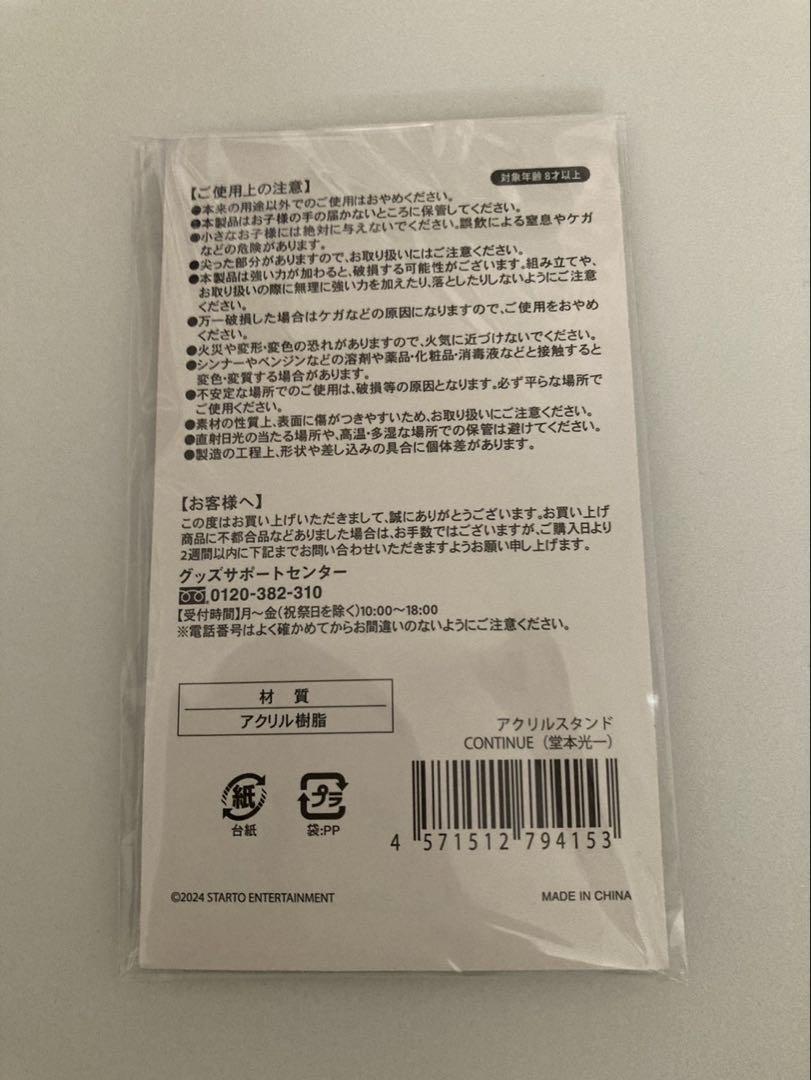 対象年齢 8才以上
【ご使用上の注意】
●本来の用途以外でのご使用はおやめください。
●本製品はお子様の手の届かないところに保管してください。
●小さなお子様には絶対に与えないでください。誤飲による窒息やケガ
などの危険があります。
●尖った部分がありますので、お取り扱いにはご注意ください。
●本製品は強い力が加わると、破損する可能性がございます。組み立てや、
お取り扱いの際に無理に強い力を加えたり、落としたりしないようにご注意
ください。
●万一破損した場合はケガなどの原因になりますので、ご使用をおやめ
ください。
●火災や変形・変色の恐れがありますので、火気に近づけないでください。
●シンナーやベンジンなどの溶剤や薬品・化粧品・消毒液などと接触すると
変色・変質する場合があります。
●不安定な場所でのご使用は、破損等の原因となります。必ず平らな場所で
ご使用ください。
●素材の性質上、表面に傷がつきやすいため、お取り扱いにご注意ください。
●直射日光の当たる場所や、高温・多湿な場所での保管は避けてください。
●製造の工程上、形状や差し込みの具合に個体差があります。
【お客様へ】
この度はお買い上げいただきまして、誠にありがとうございます。お買い上げ
商品に不都合品などありました場合は、お手数ではございますが、ご購入日より
2週間以内に下記までお問い合わせいただきますようお願い申し上げます。
グッズサポートセンター
0120-382-310
【受付時間】月〜金(祝祭日を除く)10:00〜18:00
※電話番号はよく確かめてからお間違いのないようにご注意ください。
材 質
アクリル樹脂
アクリルスタンド
CONTINUE（堂本光一）
紙
台紙
プラ
袋:PP
4 571512 794153
©2024 STARTO ENTERTAINMENT
MADE IN CHINA